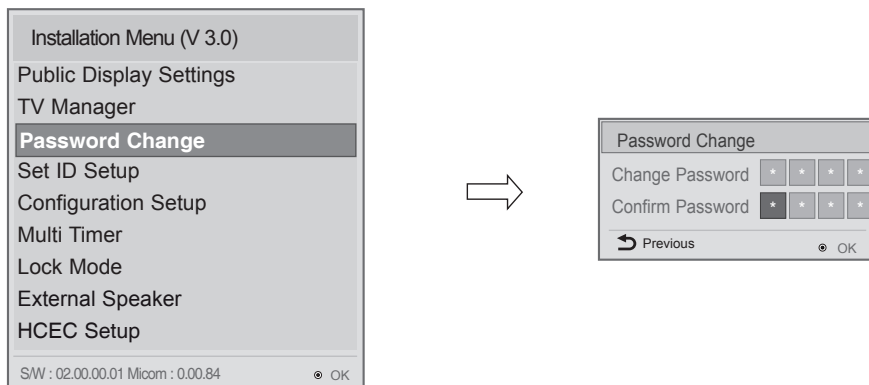 Installation Menu (V 3.0)
Public Display Settings
TV Manager
Password Change
Set ID Setup
Configuration Setup
Multi Timer
Lock Mode
External Speaker
HCEC Setup
S/W : 02.00.00.01 Micom : 0.00.84 OK
Password Change
Change Password * * * *
Confirm Password * * * *
Previous OK